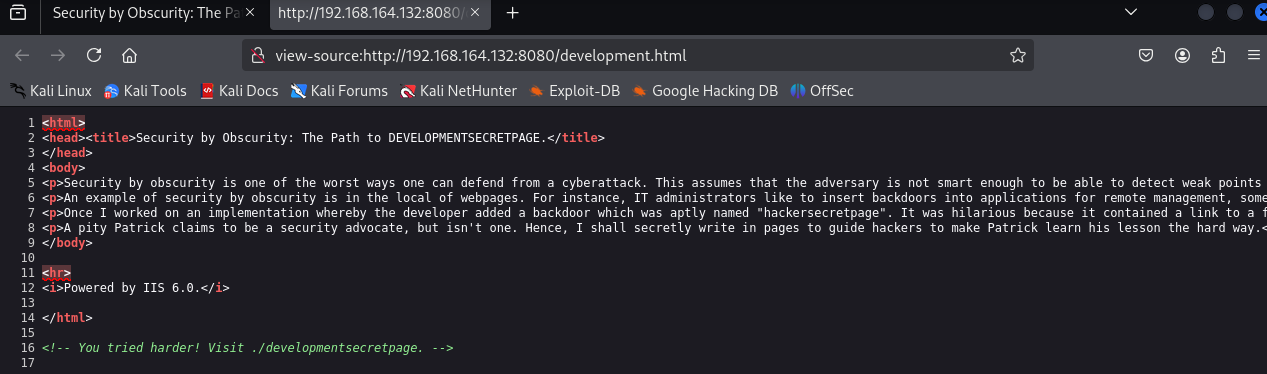 Security by Obscurity: The Pa
http://192.168.164.132:8080/
view-source:http://192.168.164.132:8080/development.html
Kali Linux Kali Tools Kali Docs Kali Forums Kali NetHunter Exploit-DB Google Hacking DB OffSec
1 <html>
2 <head><title>Security by Obscurity: The Path to DEVELOPMENTSECRETPAGE.</title>
3 </head>
4 <body>
5 <p>Security by obscurity is one of the worst ways one can defend from a cyberattack. This assumes that the adversary is not smart enough to be able to detect weak points
6 <p>An example of security by obscurity is in the local of webpages. For instance, IT administrators like to insert backdoors into applications for remote management, some
7 <p>Once I worked on an implementation whereby the developer added a backdoor which was aptly named "hackersecretpage". It was hilarious because it contained a link to a f
8 <p>A pity Patrick claims to be a security advocate, but isn't one. Hence, I shall secretly write in pages to guide hackers to make Patrick learn his lesson the hard way.<
9 </body>
10
11 <hr>
12 <i>Powered by IIS 6.0.</i>
13
14 </html>
15
16 <!-- You tried harder! Visit ./developmentsecretpage. -->
17